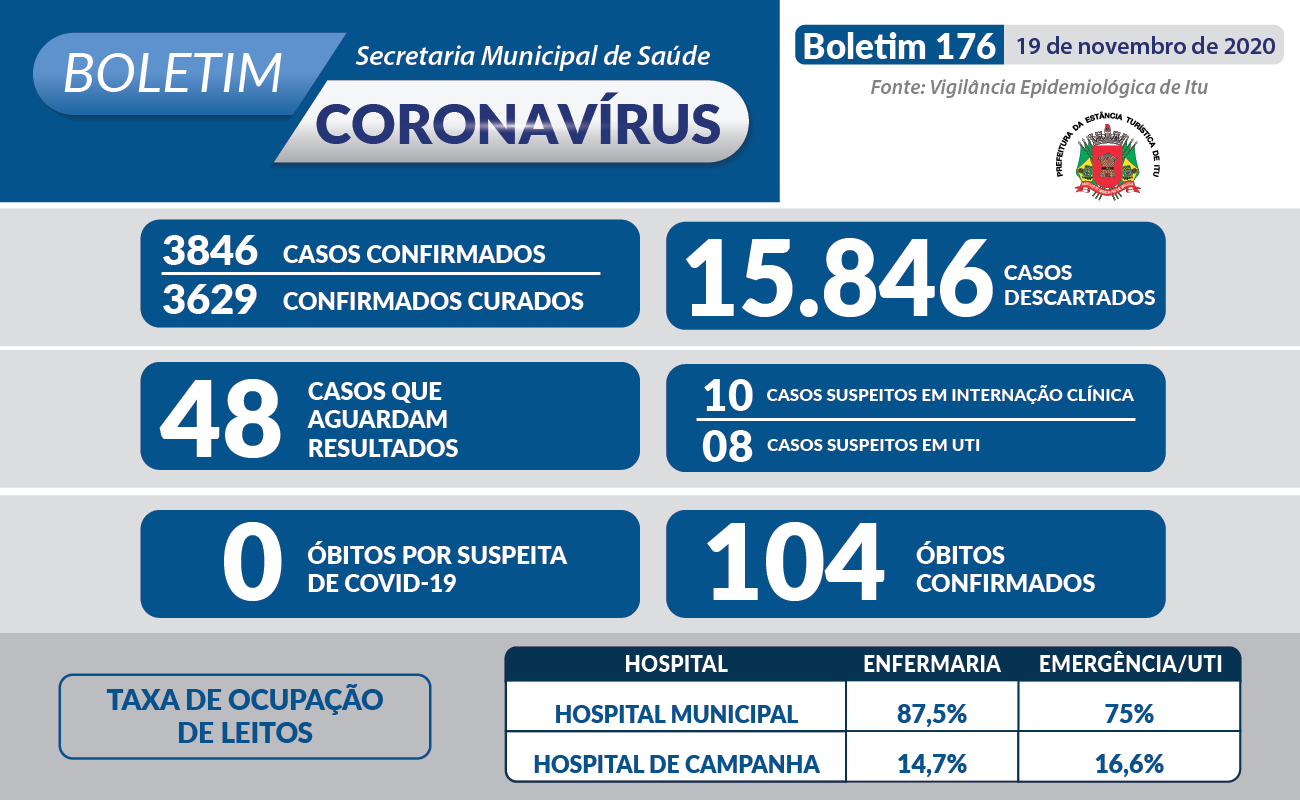 BOLETIM
Secretaria Municipal de Saúde
CORONAVÍRUS
Boletim 176
19 de novembro de 2020
Fonte: Vigilância Epidemiológica de Itu
PREFEITURA DA ESTÂNCIA TURÍSTICA DE ITU
3846 CASOS CONFIRMADOS
3629 CONFIRMADOS CURADOS
15.846 CASOS
DESCARTADOS
48 CASOS QUE
AGUARDAM
RESULTADOS
10 CASOS SUSPEITOS EM INTERNAÇÃO CLÍNICA
08 CASOS SUSPEITOS EM UTI
0 ÓBITOS POR SUSPEITA
DE COVID-19
104 ÓBITOS
CONFIRMADOS
TAXA DE OCUPAÇÃO
DE LEITOS
HOSPITAL ENFERMARIA EMERGÊNCIA/UTI
HOSPITAL MUNICIPAL 87,5% 75%
HOSPITAL DE CAMPANHA 14,7% 16,6%